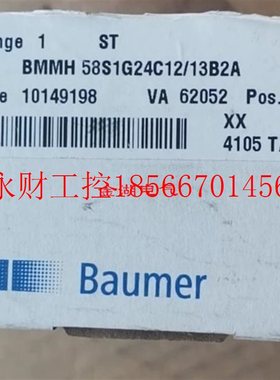 nge 1 ST
BMMH 58S1G24C12/13B2A
e 10149198 VA 62052 Pos.
XX
永财工控18566701456
4105 T
Baumer